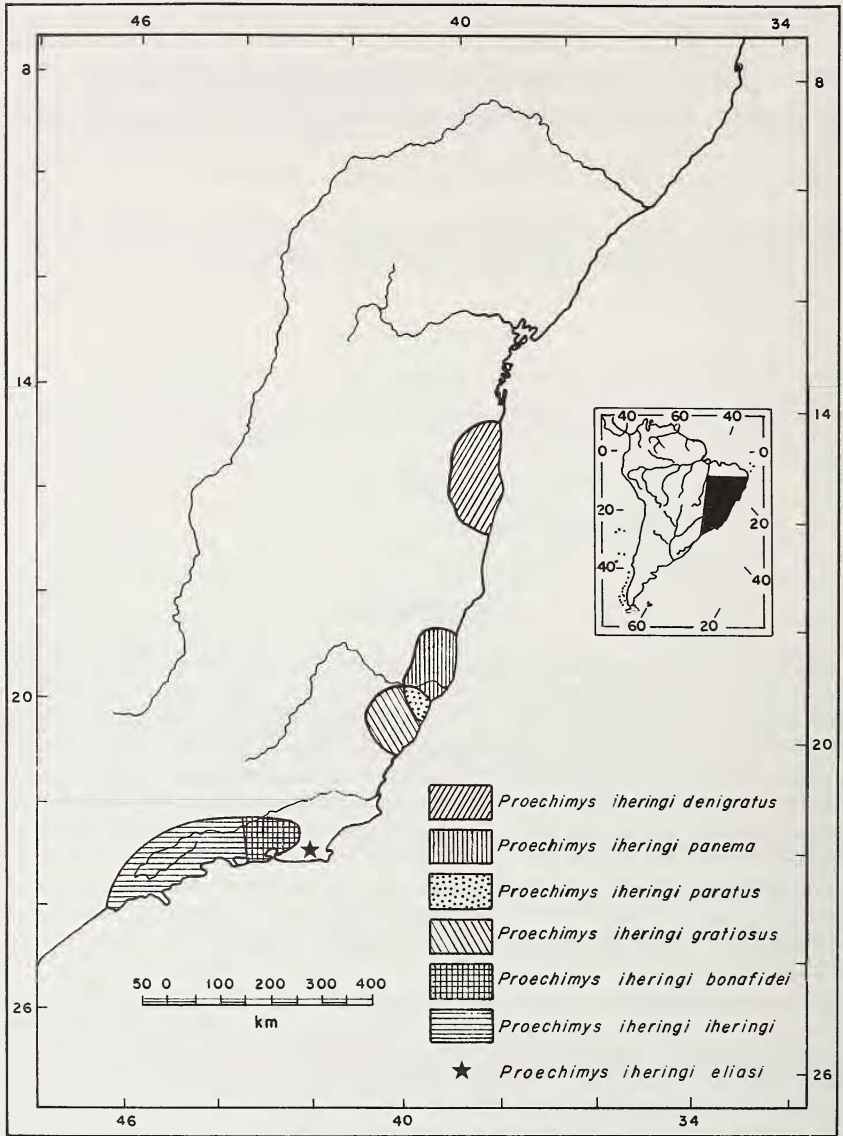 46 40 34
8 8
14 14
40 60 40
0 0
20 20
40 40
60 20
20 20
Proechimys iheringi denigratus
Proechimys iheringi panema
Proechimys iheringi paratus
Proechimys iheringi gratiosus
Proechimys iheringi bonafidei
Proechimys iheringi iheringi
Proechimys iheringi eliasi
50 0 100 200 300 400
km
26 26
46 40 34